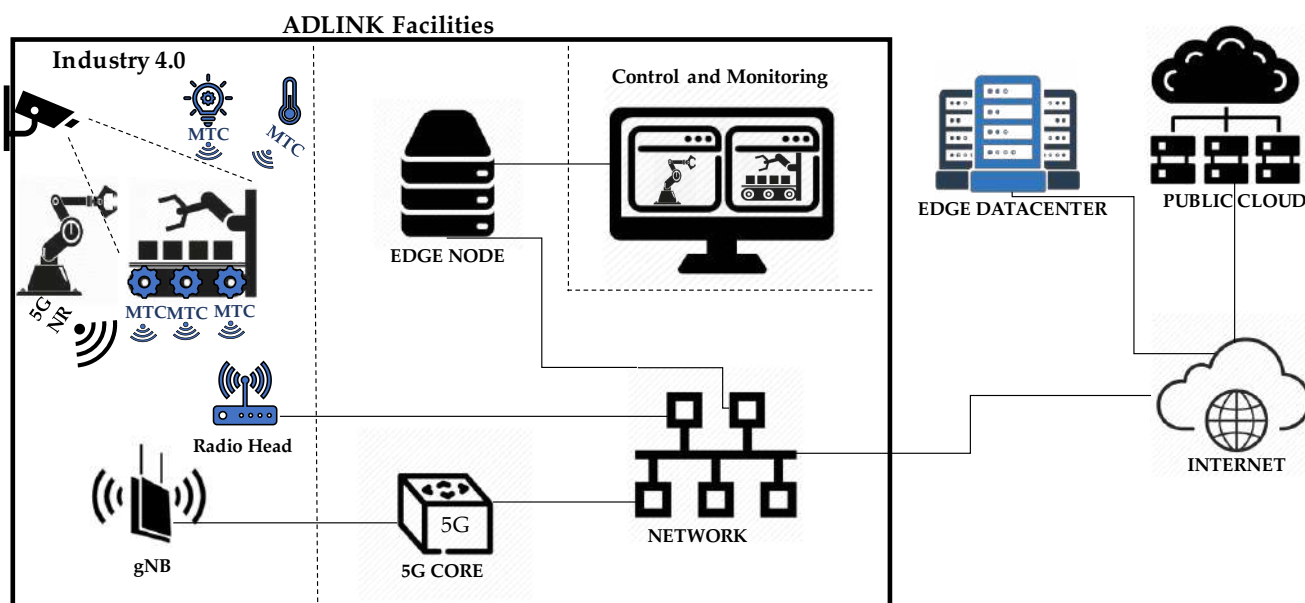 ADLINK Facilities
Industry 4.0
Control and Monitoring
MTC
MTC
EDGE NODE
EDGE DATACENTER
PUBLIC CLOUD
5G
NR
MTC
MTC
MTC
Radio Head
INTERNET
5G
NETWORK
gNB
5G CORE